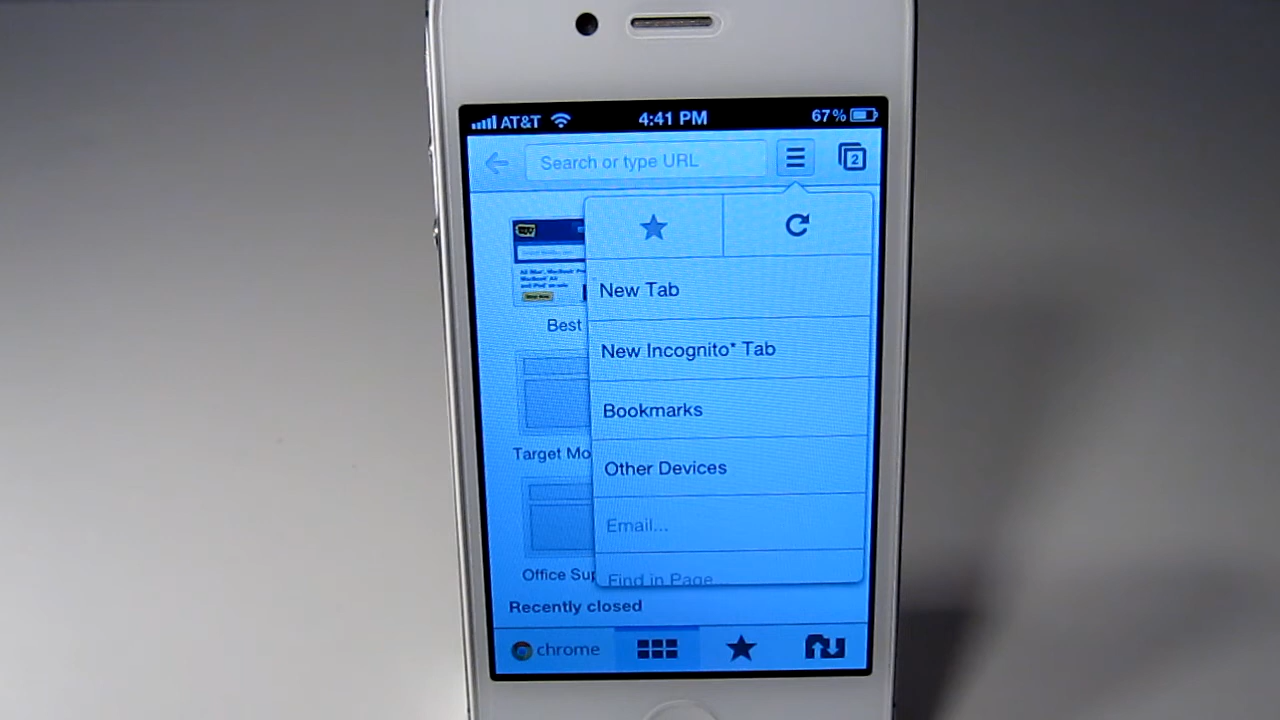 AT&T 4:41 PM 67%
Search or type URL
2
New Tab
Best
New Incognito* Tab
Bookmarks
Target Mo
Other Devices
Email...
Office Sup
Find in Page...
Recently closed
chrome